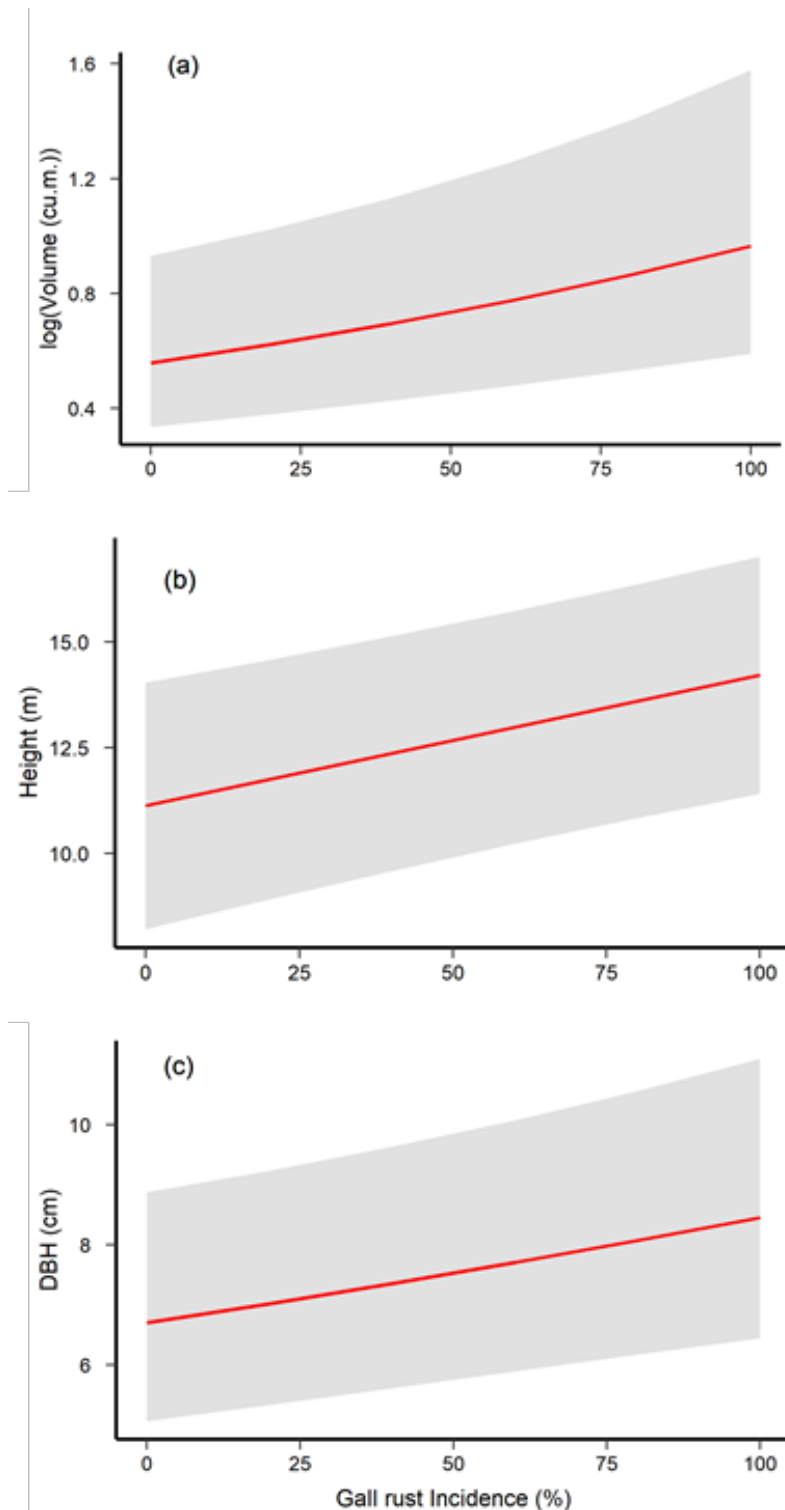 (a)
log(Volume (cu.m.))
1.6
1.2
0.8
0.4
0 25 50 75 100
(b)
Height (m)
15.0
12.5
10.0
0 25 50 75 100
(c)
DBH (cm)
10
8
6
0 25 50 75 100
Gall rust Incidence (%)